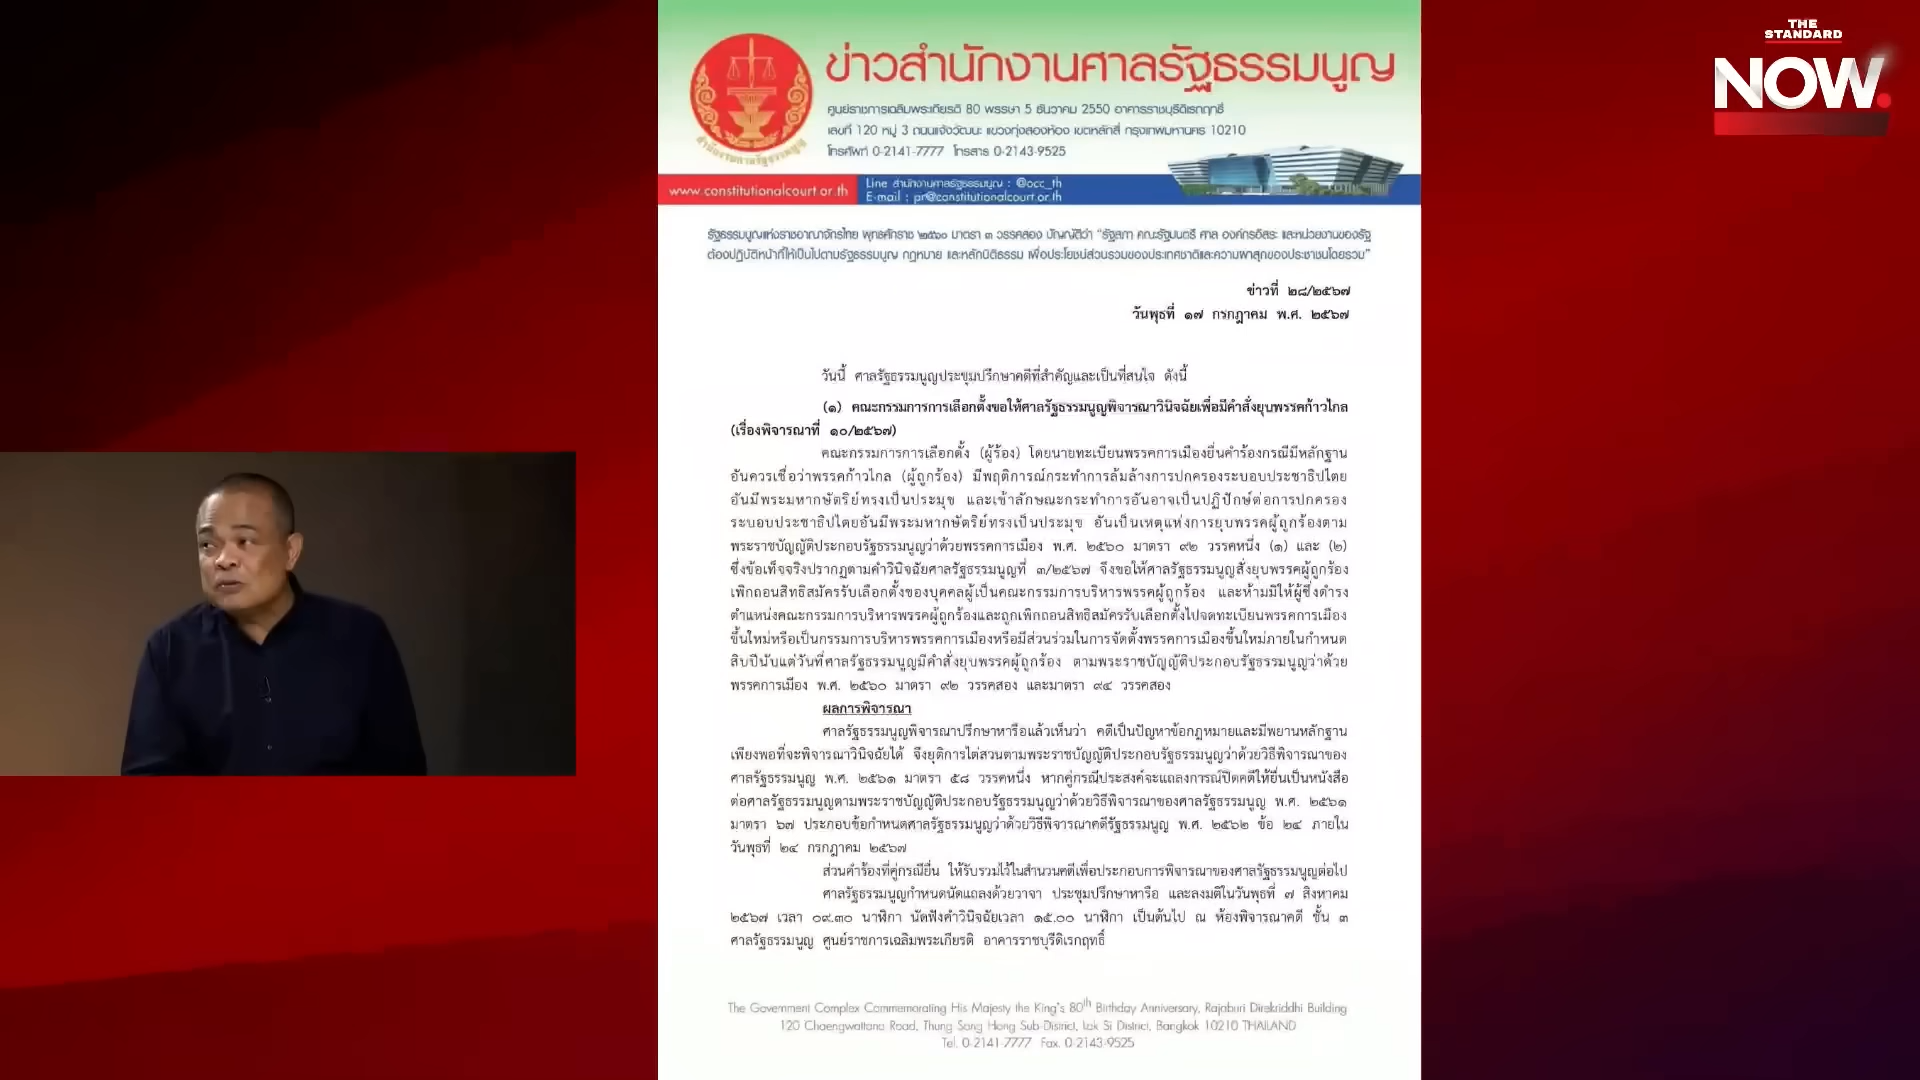 THE
STANDARD
NOW.
ข่าวสำนักงานศาลรัฐธรรมนูญ
ศูนย์ราชการเฉลิมพระเกียรติ 80 พรรษา 5 ธันวาคม 2550 อาคารราชบุรีดิเรกฤทธิ์
เลขที่ 120 หมู่ 3 ถนนแจ้งวัฒนะ แขวงทุ่งสองห้อง เขตหลักสี่ กรุงเทพมหานคร 10210
โทรศัพท์ 0-2141-7777 โทรสาร 0-2143-9525
สำนักงานศาลรัฐธรรมนูญ
www.constitutionalcourt.or.th
Line สำนักงานศาลรัฐธรรมนูญ : @occ_th
E-mail : pr@constitutionalcourt.or.th
รัฐธรรมนูญแห่งราชอาณาจักรไทย พุทธศักราช ๒๕๖๐ มาตรา ๓ วรรคสอง บัญญัติว่า "รัฐสภา คณะรัฐมนตรี ศาล องค์กรอิสระ และหน่วยงานของรัฐ
ต้องปฏิบัติหน้าที่ให้เป็นไปตามรัฐธรรมนูญ กฎหมาย และหลักนิติธรรม เพื่อประโยชน์ส่วนรวมของประเทศชาติและความผาสุกของประชาชนโดยรวม"
ข่าวที่ ๒๘/๒๕๖๗
วันพุธที่ ๑๗ กรกฎาคม พ.ศ. ๒๕๖๗
วันนี้ ศาลรัฐธรรมนูญประชุมปรึกษาคดีที่สำคัญและเป็นที่สนใจ ดังนี้
(๑) คณะกรรมการการเลือกตั้งขอให้ศาลรัฐธรรมนูญพิจารณาวินิจฉัยเพื่อมีคำสั่งยุบพรรคก้าวไกล
(เรื่องพิจารณาที่ ๑๐/๒๕๖๗)
คณะกรรมการการเลือกตั้ง (ผู้ร้อง) โดยนายทะเบียนพรรคการเมืองยื่นคำร้องกรณีมีหลักฐาน
อันควรเชื่อว่าพรรคก้าวไกล (ผู้ถูกร้อง) มีพฤติการณ์กระทำการล้มล้างการปกครองระบอบประชาธิปไตย
อันมีพระมหากษัตริย์ทรงเป็นประมุข และเข้าลักษณะกระทำการอันอาจเป็นปฏิปักษ์ต่อการปกครอง
ระบอบประชาธิปไตยอันมีพระมหากษัตริย์ทรงเป็นประมุข อันเป็นเหตุแห่งการยุบพรรคผู้ถูกร้องตาม
พระราชบัญญัติประกอบรัฐธรรมนูญว่าด้วยพรรคการเมือง พ.ศ. ๒๕๖๐ มาตรา ๙๒ วรรคหนึ่ง (๑) และ (๒)
ซึ่งข้อเท็จจริงปรากฏตามคำวินิจฉัยศาลรัฐธรรมนูญที่ ๓/๒๕๖๗ จึงขอให้ศาลรัฐธรรมนูญสั่งยุบพรรคผู้ถูกร้อง
เพิกถอนสิทธิสมัครรับเลือกตั้งของบุคคลผู้เป็นคณะกรรมการบริหารพรรคผู้ถูกร้อง และห้ามมิให้ผู้ซึ่งดำรง
ตำแหน่งคณะกรรมการบริหารพรรคผู้ถูกร้องและถูกเพิกถอนสิทธิสมัครรับเลือกตั้งไปจดทะเบียนพรรคการเมือง
ขึ้นใหม่หรือเป็นกรรมการบริหารพรรคการเมืองหรือมีส่วนร่วมในการจัดตั้งพรรคการเมืองขึ้นใหม่ภายในกำหนด
สิบปีนับแต่วันที่ศาลรัฐธรรมนูญมีคำสั่งยุบพรรคผู้ถูกร้อง ตามพระราชบัญญัติประกอบรัฐธรรมนูญว่าด้วย
พรรคการเมือง พ.ศ. ๒๕๖๐ มาตรา ๙๒ วรรคสอง และมาตรา ๙๔ วรรคสอง
ผลการพิจารณา
ศาลรัฐธรรมนูญพิจารณาปรึกษาหารือแล้วเห็นว่า คดีเป็นปัญหาข้อกฎหมายและมีพยานหลักฐาน
เพียงพอที่จะพิจารณาวินิจฉัยได้ จึงยุติการไต่สวนตามพระราชบัญญัติประกอบรัฐธรรมนูญว่าด้วยวิธีพิจารณาของ
ศาลรัฐธรรมนูญ พ.ศ. ๒๕๖๑ มาตรา ๕๘ วรรคหนึ่ง หากคู่กรณีประสงค์จะแถลงการณ์ปิดคดีให้ยื่นเป็นหนังสือ
ต่อศาลรัฐธรรมนูญตามพระราชบัญญัติประกอบรัฐธรรมนูญว่าด้วยวิธีพิจารณาของศาลรัฐธรรมนูญ พ.ศ. ๒๕๖๑
มาตรา ๖๗ ประกอบข้อกำหนดศาลรัฐธรรมนูญว่าด้วยวิธีพิจารณาคดีรัฐธรรมนูญ พ.ศ. ๒๕๖๒ ข้อ ๒๔ ภายใน
วันพุธที่ ๒๔ กรกฎาคม ๒๕๖๗
ส่วนคำร้องที่คู่กรณียื่น ให้รับรวมไว้ในสำนวนคดีเพื่อประกอบการพิจารณาของศาลรัฐธรรมนูญต่อไป
ศาลรัฐธรรมนูญกำหนดนัดแถลงด้วยวาจา ประชุมปรึกษาหารือ และลงมติในวันพุธที่ ๗ สิงหาคม
๒๕๖๗ เวลา ๐๙.๓๐ นาฬิกา นัดฟังคำวินิจฉัยเวลา ๑๕.๐๐ นาฬิกา เป็นต้นไป ณ ห้องพิจารณาคดี ชั้น ๓
ศาลรัฐธรรมนูญ ศูนย์ราชการเฉลิมพระเกียรติ อาคารราชบุรีดิเรกฤทธิ์
The Government Complex Commemorating His Majesty the King's 80th Birthday Anniversary, Rajaburi Direkriddhi Building
120 Chaengwattana Road, Thung Song Hong Sub-District, Lak Si District, Bangkok 10210 THAILAND
Tel. 0-2141-7777 Fax. 0-2143-9525